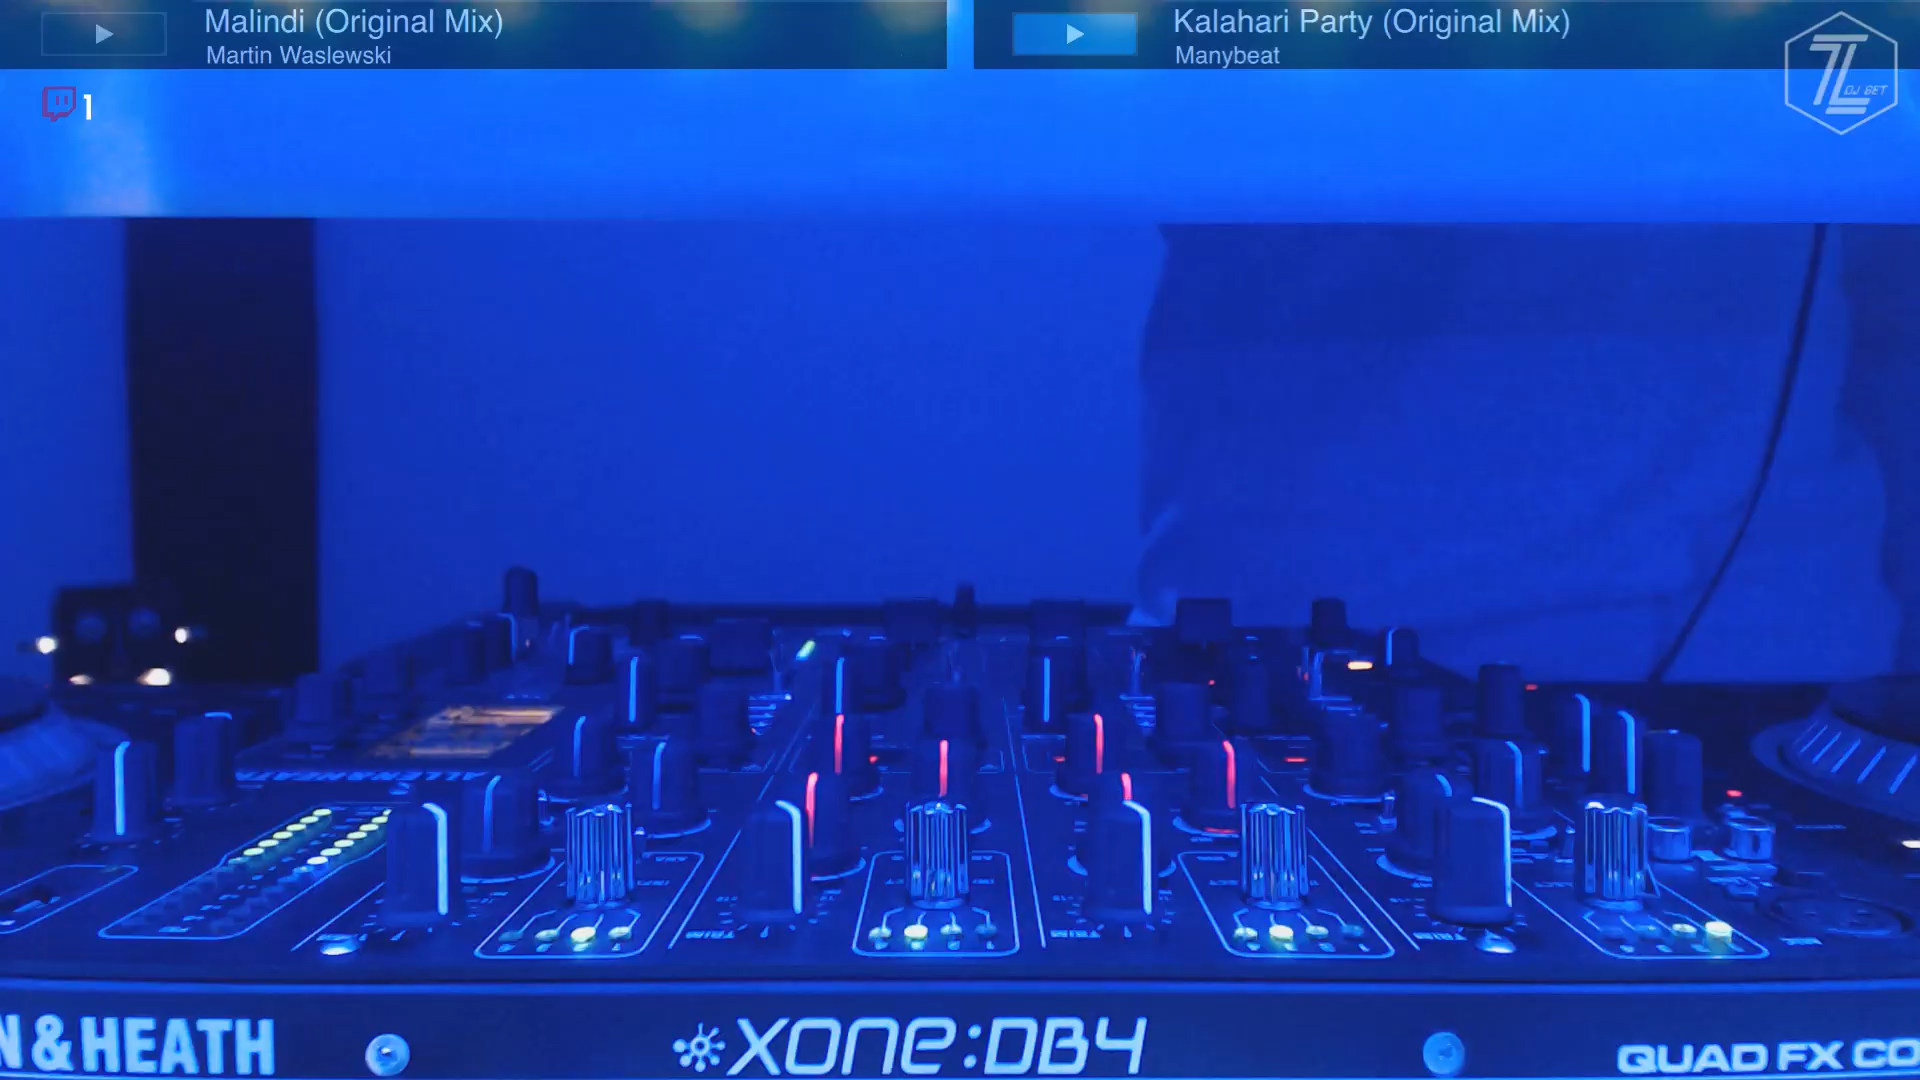 Malindi (Original Mix)
Martin Waslewski
Kalahari Party (Original Mix)
Manybeat
TL DJ SET
1
N & HEATH
XONE:DB4
QUAD FX CO